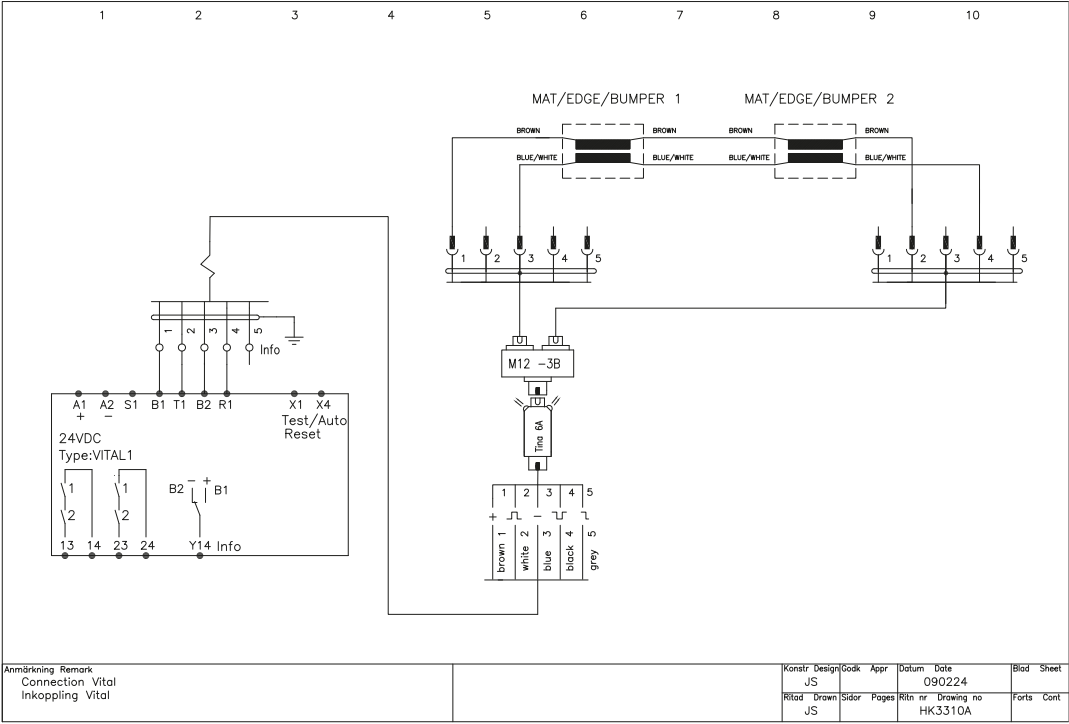 1 2 3 4 5 6 7 8 9 10
MAT/EDGE/BUMPER 1 MAT/EDGE/BUMPER 2
BROWN BROWN BROWN BROWN
BLUE/WHITE BLUE/WHITE BLUE/WHITE BLUE/WHITE
1 2 3 4 5
1 2 3 4 5
1 2 3 4 5
Info
M12 -3B
Tina 6A
A1 A2 S1 B1 T1 B2 R1 X1 X4
+ -
Test/Auto
Reset
24VDC
Type:VITAL1
1 1
2 2
B2 - + B1
13 14 23 24 Y14 Info
1 2 3 4 5
+ -
brown 1
white 2
blue 3
black 4
grey 5
Anmärkning Remark
Connection Vital
Inkoppling Vital
Konstr Design Godk Appr Datum Date Blad Sheet
JS 090224
Ritad Drawn Sidor Pages Ritn nr Drawing no Forts Cont
JS HK3310A